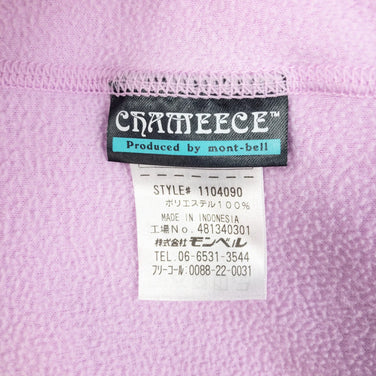 CHAMEECE™
Produced by mont-bell
STYLE# 1104090
ポリエステル100%
MADE IN INDONESIA
工場No. 481340301
株式会社モンベル
TEL. 06-6531-3544
フリーコール:0088-22-0031